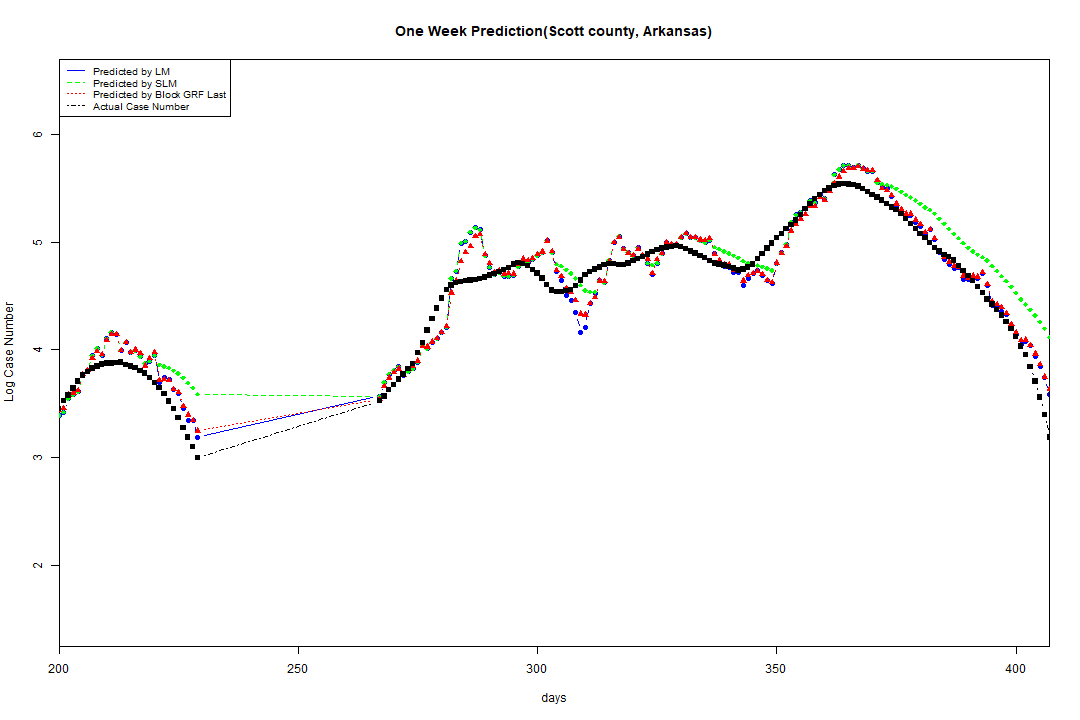 One Week Prediction(Scott county, Arkansas)
Predicted by LM
Predicted by SLM
Predicted by Block GRF Last
Actual Case Number
6
5
4
3
2
Log Case Number
200
250
300
350
400
days